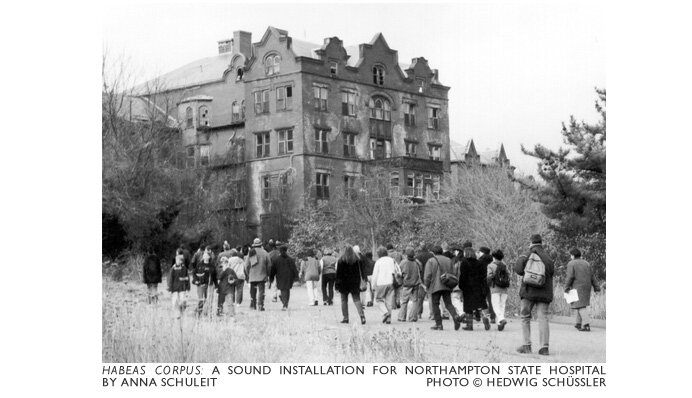 HABEAS CORPUS: A SOUND INSTALLATION FOR NORTHAMPTON STATE HOSPITAL
BY ANNA SCHULEIT PHOTO © HEDWIG SCHÜSSLER